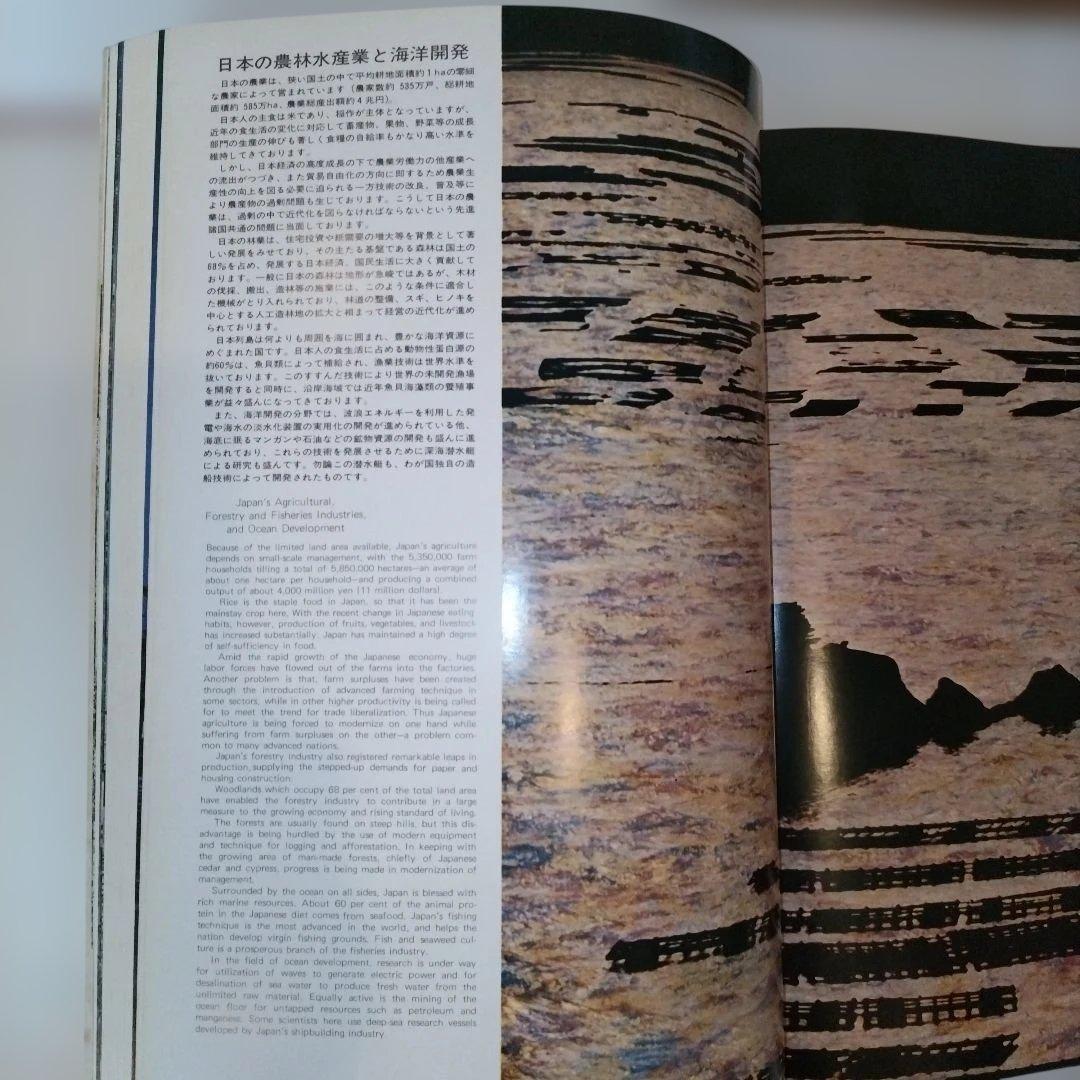 日本の農林水産業と海洋開発
日本の農業は、狭い国土の中で平均耕地面積約1haの零細
な農家によって営まれています（農家数約535万戸、総耕地
面積約585万ha、農業総産出額約4兆円）。
日本人の主食は米であり、稲作が主体となっていますが、
近年の食生活の変化に対応して畜産物、果物、野菜等の成長
部門の生産の伸びも著しく食糧の自給率もかなり高い水準を
維持してきております。
しかし、日本経済の高度成長の下で農業労働力の他産業へ
の流出がつづき、また貿易自由化の方向に即するため農業生
産性の向上を図る必要に迫られる一方技術の改良、普及等に
より農産物の過剰問題も生じております。こうして日本の農
業は、過剰の中で近代化を図らなければならないという先進
諸国共通の問題に当面しております。
日本の林業は、住宅投資や紙需要の増大等を背景として著
しい発展をみせており、その主たる基盤である森林は国土の
68％を占め、発展する日本経済、国民生活に大きく貢献して
おります。一般に日本の森林は地形が急峻ではあるが、木材
の伐採、搬出、造林等の施業には、このような条件に適合し
た機械がとり入れられており、林道の整備、スギ、ヒノキを
中心とする人工造林地の拡大と相まって経営の近代化が進め
られております。
日本列島は何よりも周囲を海に囲まれ、豊かな海洋資源に
めぐまれた国です。日本人の食生活に占める動物性蛋白源の
約60％は、魚貝類によって補給され、漁業技術は世界水準を
抜いております。このすすんだ技術により世界の未開発漁場
を開発すると同時に、沿岸海域では近年魚貝海藻類の養殖事
業が益々盛んになってきております。
また、海洋開発の分野では、波浪エネルギーを利用した発
電や海水の淡水化装置の実用化の開発が進められている他、
海底に眠るマンガンや石油などの鉱物資源の開発も盛んに進
められており、これらの技術を発展させるために深海潜水艇
による研究も盛んです。勿論この潜水艇も、わが国独自の造
船技術によって開発されたものです。
Japan's Agricultural,
Forestry and Fisheries Industries,
and Ocean Development
Because of the limited land area available, Japan's agriculture
depends on small-scale management, with the 5,350,000 farm
households tilling a total of 5,850,000 hectares—an average of
about one hectare per household—and producing a combined
output of about 4,000 million yen (11 million dollars).
Rice is the staple food in Japan, so that it has been the
mainstay crop here. With the recent change in Japanese eating
habits, however, production of fruits, vegetables, and livestock
has increased substantially. Japan has maintained a high degree
of self-sufficiency in food.
Amid the rapid growth of the Japanese economy, huge
labor forces have flowed out of the farms into the factories.
Another problem is that, farm surpluses have been created
through the introduction of advanced farming technique in
some sectors, while in other higher productivity is being called
for to meet the trend for trade liberalization. Thus Japanese
agriculture is being forced to modernize on one hand while
suffering from farm surpluses on the other—a problem com-
mon to many advanced nations.
Japan's forestry industry also registered remarkable leaps in
production, supplying the stepped-up demands for paper and
housing construction.
Woodlands which occupy 68 per cent of the total land area
have enabled the forestry industry to contribute in a large
measure to the growing economy and rising standard of living.
The forests are usually found on steep hills, but this dis-
advantage is being hurdled by the use of modern equipment
and technique for logging and afforestation. In keeping with
the growing area of man-made forests, chiefly of Japanese
cedar and cypress, progress is being made in modernization of
management.
Surrounded by the ocean on all sides, Japan is blessed with
rich marine resources. About 60 per cent of the animal pro-
tein in the Japanese diet comes from seafood. Japan's fishing
technique is the most advanced in the world, and helps the
nation develop virgin fishing grounds. Fish and seaweed cul-
ture is a prosperous branch of the fisheries industry.
In the field of ocean development, research is under way
for utilization of waves to generate electric power and for
desalination of sea water to produce fresh water from the
unlimited raw material. Equally active is the mining of the
ocean floor for untapped resources such as petroleum and
manganese. Some scientists here use deep-sea research vessels
developed by Japan's shipbuilding industry.